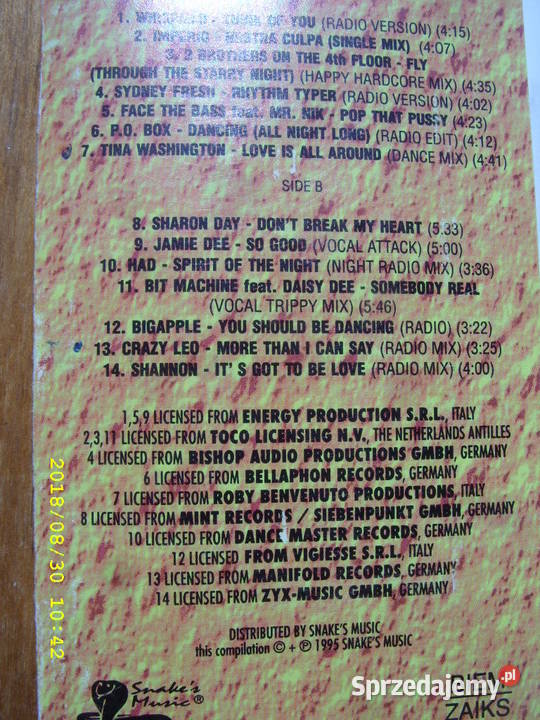 1. WHIGFIELD - THINK OF YOU (RADIO VERSION) (4:15)
2. IMPERIO - NOSTRA CULPA (SINGLE MIX) (4:07)
3. 2 BROTHERS ON THE 4th FLOOR - FLY
(THROUGH THE STARRY NIGHT) (HAPPY HARDCORE MIX) (4:35)
4. SYDNEY FRESH - RHYTHM TYPER (RADIO VERSION) (4:02)
5. FACE THE BASS feat. MR. NIK - POP THAT PUSSY (4:23)
6. P.O. BOX - DANCING (ALL NIGHT LONG) (RADIO EDIT) (4:12)
7. TINA WASHINGTON - LOVE IS ALL AROUND (DANCE MIX) (4:41)
SIDE B
8. SHARON DAY - DON'T BREAK MY HEART (5:33)
9. JAMIE DEE - SO GOOD (VOCAL ATTACK) (5:00)
10. HAD - SPIRIT OF THE NIGHT (NIGHT RADIO MIX) (3:36)
11. BIT MACHINE feat. DAISY DEE - SOMEBODY REAL
(VOCAL TRIPPY MIX) (5:46)
12. BIGAPPLE - YOU SHOULD BE DANCING (RADIO) (3:22)
13. CRAZY LEO - MORE THAN I CAN SAY (RADIO MIX) (3:25)
14. SHANNON - IT' S GOT TO BE LOVE (RADIO MIX) (4:00)
1,5,9 LICENSED FROM ENERGY PRODUCTION S.R.L., ITALY
2,3,11 LICENSED FROM TOCO LICENSING N.V., THE NETHERLANDS ANTILLES
4 LICENSED FROM BISHOP AUDIO PRODUCTIONS GMBH, GERMANY
6 LICENSED FROM BELLAPHON RECORDS, GERMANY
7 LICENSED FROM ROBY BENVENUTO PRODUCTIONS, ITALY
8 LICENSED FROM MINT RECORDS / SIEBENPUNKT GMBH, GERMANY
10 LICENSED FROM DANCE MASTER RECORDS, GERMANY
12 LICENSED FROM VIGIESSE S.R.L., ITALY
13 LICENSED FROM MANIFOLD RECORDS, GERMANY
14 LICENSED FROM ZYX-MUSIC GMBH, GERMANY
DISTRIBUTED BY SNAKE'S MUSIC
this compilation © + ℗ 1995 SNAKE'S MUSIC
Snake's
Music®
BIEM
ZAIKS
Sprzedajemy.pl
2018/08/30 10:42